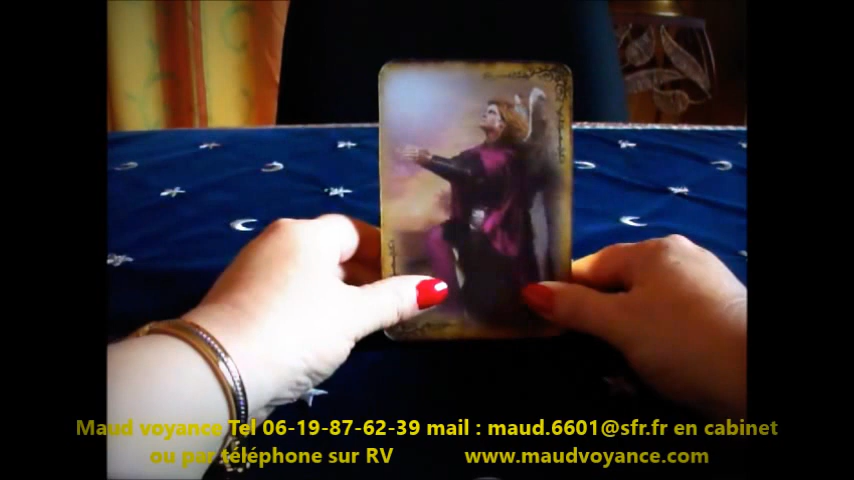 Maud voyance Tel 06-19-87-62-39 mail : maud.6601@sfr.fr en cabinet
ou par téléphone sur RV www.maudvoyance.com